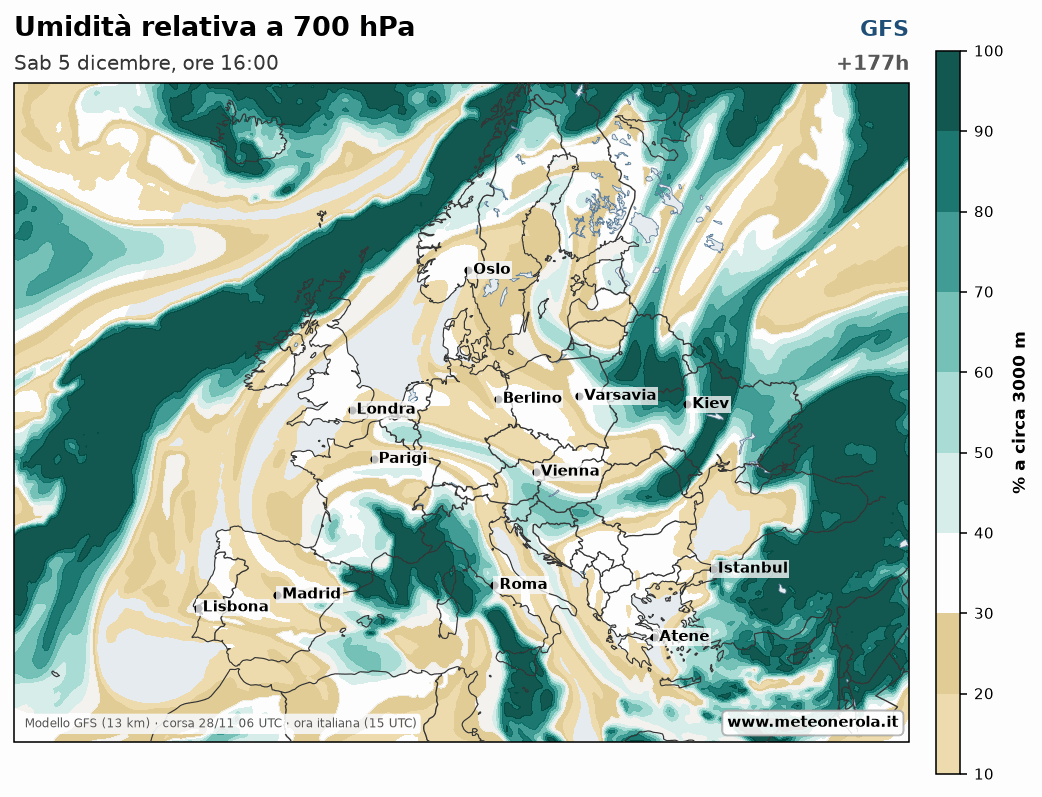 Umidità relativa a 700 hPa
GFS
Sab 5 dicembre, ore 16:00
+177h
100
90
80
70
60
50
40
30
20
10
% a circa 3000 m
Oslo
Berlino
Varsavia
Kiev
Londra
Parigi
Vienna
Istanbul
Roma
Madrid
Lisbona
Atene
Modello GFS (13 km) · corsa 28/11 06 UTC · ora italiana (15 UTC)
www.meteonerola.it